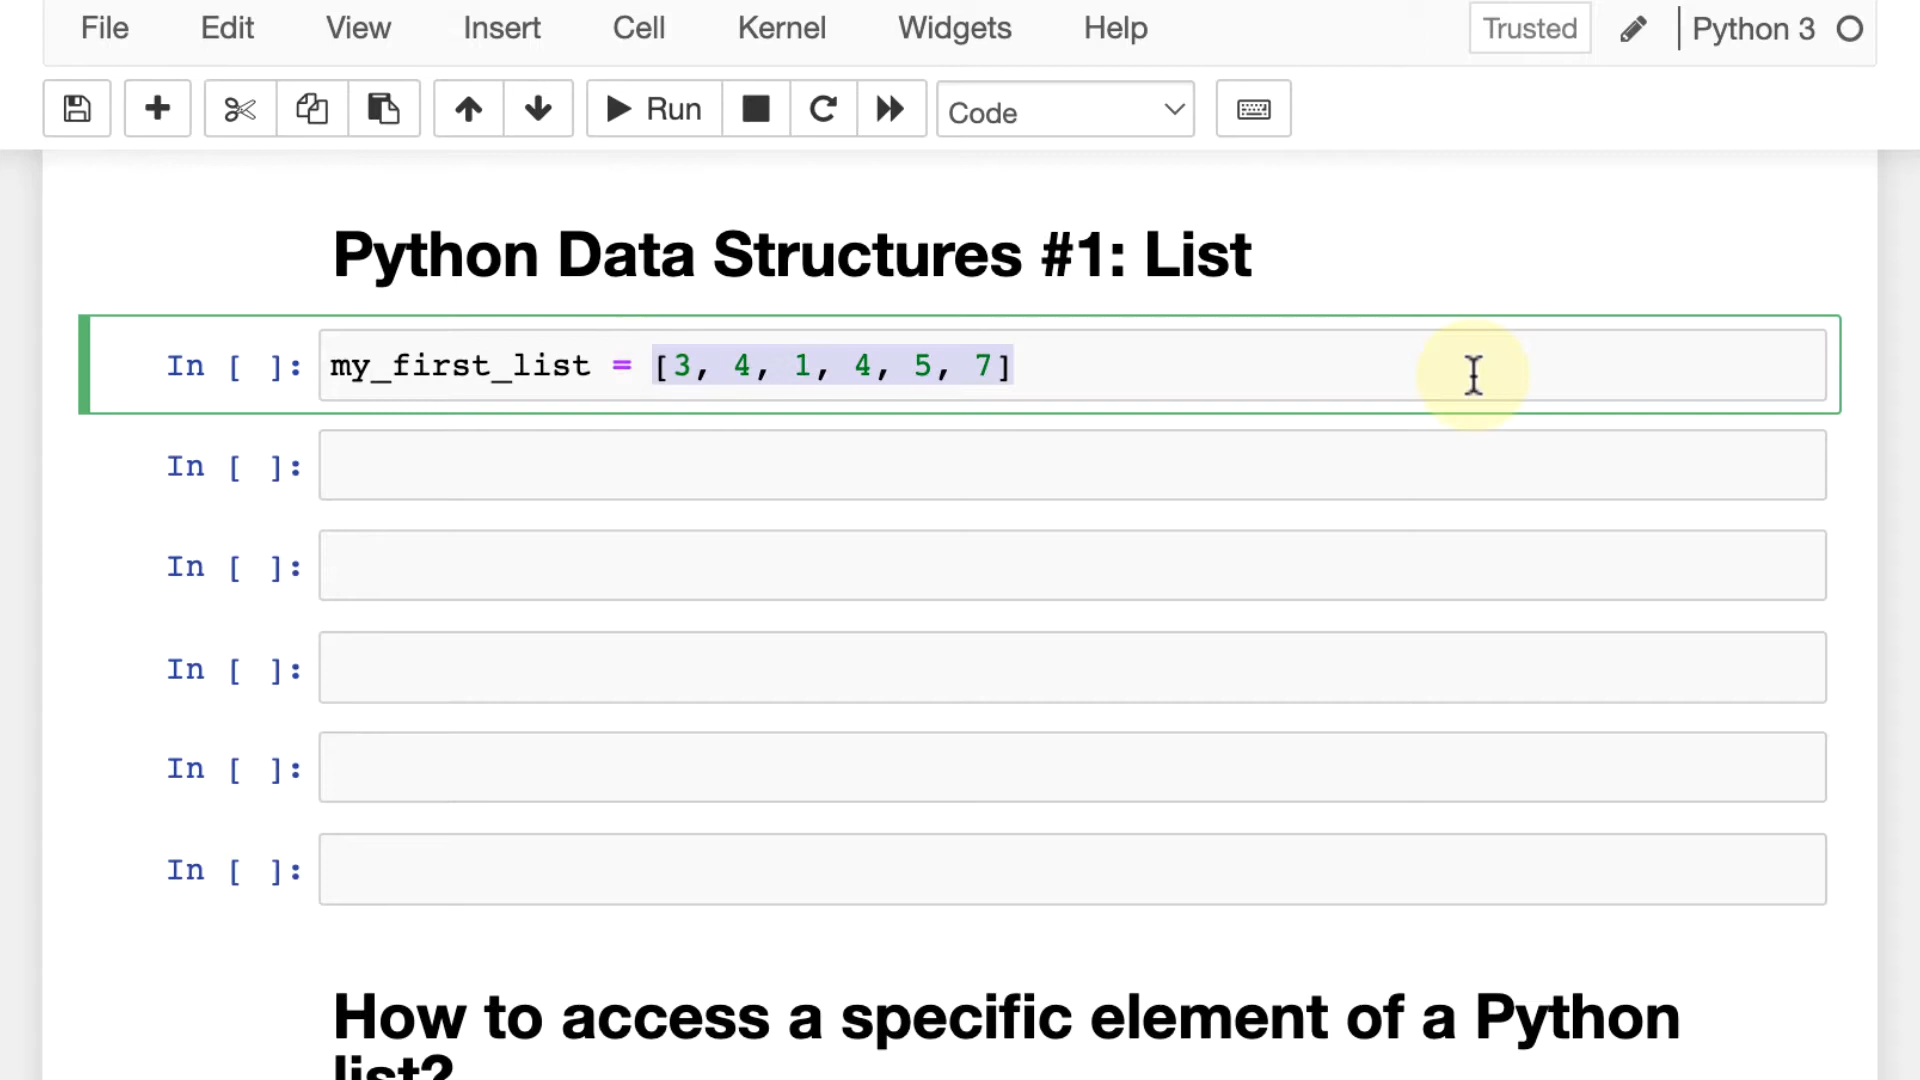 File Edit View Insert Cell Kernel Widgets Help Trusted Python 3
Run Code
Python Data Structures #1: List
In [ ]: my_first_list = [3, 4, 1, 4, 5, 7]
In [ ]:
In [ ]:
In [ ]:
In [ ]:
In [ ]:
How to access a specific element of a Python
list?